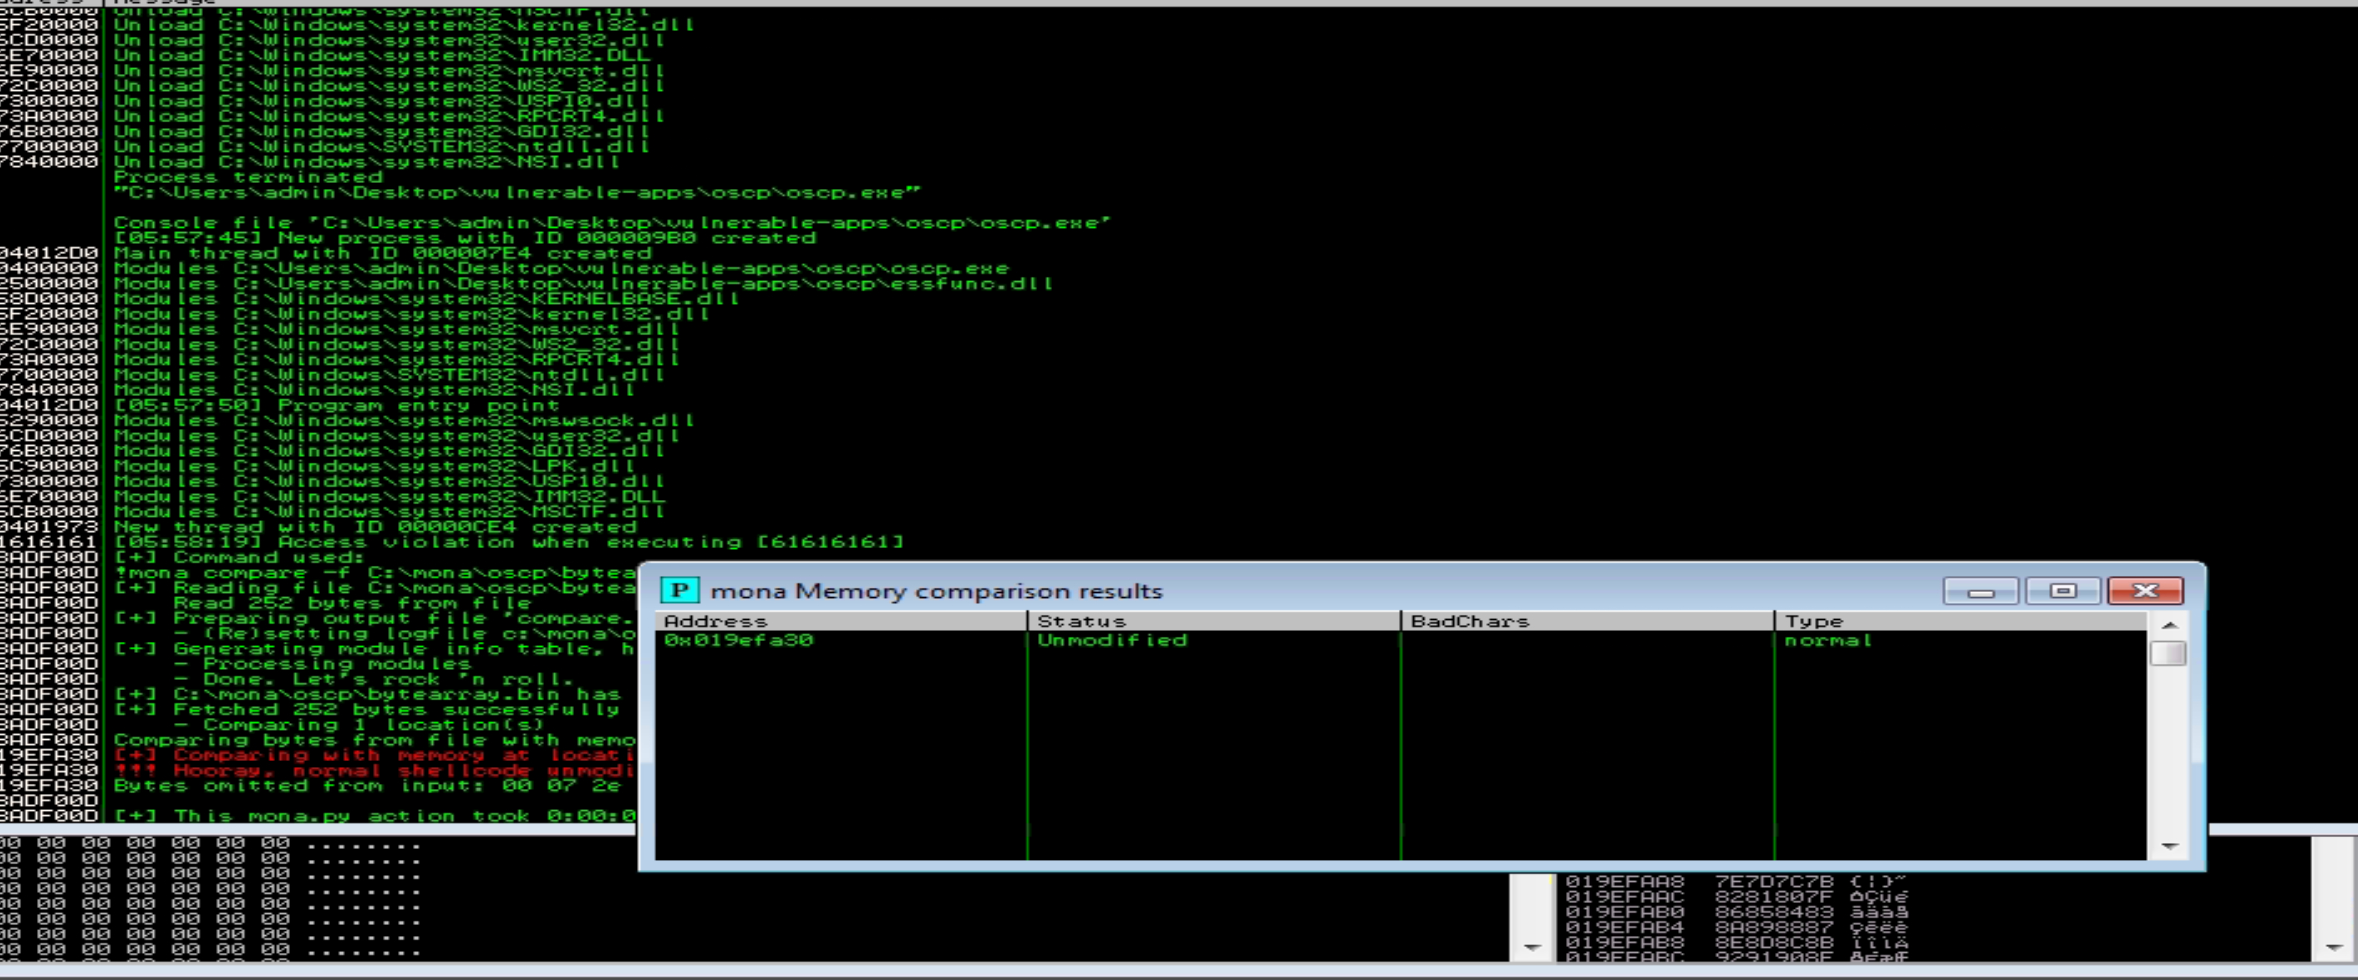 Address Message
6CB0000 Unload C:\Windows\system32\MSCTF.dll
5F20000 Unload C:\Windows\system32\kernel32.dll
6CD0000 Unload C:\Windows\system32\user32.dll
6E70000 Unload C:\Windows\system32\IMM32.DLL
6E90000 Unload C:\Windows\system32\msvcrt.dll
72C0000 Unload C:\Windows\system32\WS2_32.dll
7300000 Unload C:\Windows\system32\USP10.dll
73A0000 Unload C:\Windows\system32\RPCRT4.dll
76B0000 Unload C:\Windows\system32\GDI32.dll
7700000 Unload C:\Windows\SYSTEM32\ntdll.dll
7840000 Unload C:\Windows\system32\NSI.dll
Process terminated
"C:\Users\admin\Desktop\vulnerable-apps\oscp\oscp.exe"
Console file 'C:\Users\admin\Desktop\vulnerable-apps\oscp\oscp.exe'
[05:57:45] New process with ID 000009B0 created
04012D0 Main thread with ID 000007E4 created
0400000 Modules C:\Users\admin\Desktop\vulnerable-apps\oscp\oscp.exe
2500000 Modules C:\Users\admin\Desktop\vulnerable-apps\oscp\essfunc.dll
58D0000 Modules C:\Windows\system32\KERNELBASE.dll
5F20000 Modules C:\Windows\system32\kernel32.dll
6E90000 Modules C:\Windows\system32\msvcrt.dll
72C0000 Modules C:\Windows\system32\WS2_32.dll
73A0000 Modules C:\Windows\system32\RPCRT4.dll
7700000 Modules C:\Windows\SYSTEM32\ntdll.dll
7840000 Modules C:\Windows\system32\NSI.dll
04012D0 [05:57:50] Program entry point
5290000 Modules C:\Windows\system32\mswsock.dll
6CD0000 Modules C:\Windows\system32\user32.dll
76B0000 Modules C:\Windows\system32\GDI32.dll
5C90000 Modules C:\Windows\system32\LPK.dll
7300000 Modules C:\Windows\system32\USP10.dll
6E70000 Modules C:\Windows\system32\IMM32.DLL
5CB0000 Modules C:\Windows\system32\MSCTF.dll
0401973 New thread with ID 00000CE4 created
1616161 [05:58:19] Access violation when executing [61616161]
BADF00D [+] Command used:
BADF00D !mona compare -f C:\mona\oscp\bytea
BADF00D [+] Reading file C:\mona\oscp\bytea
BADF00D Read 252 bytes from file
BADF00D [+] Preparing output file 'compare.
BADF00D - (Re)setting logfile c:\mona\o
BADF00D [+] Generating module info table, h
BADF00D - Processing modules
BADF00D - Done. Let's rock 'n roll.
BADF00D [+] C:\mona\oscp\bytearray.bin has
BADF00D [+] Fetched 252 bytes successfully
BADF00D - Comparing 1 location(s)
BADF00D Comparing bytes from file with memo
19EFA30 [+] Comparing with memory at locati
19EFA30 !!! Hooray, normal shellcode unmodi
19EFA30 Bytes omitted from input: 00 07 2e
BADF00D
BADF00D [+] This mona.py action took 0:00:0
P mona Memory comparison results
Address Status BadChars Type
0x019efa30 Unmodified normal
00 00 00 00 00 00 00 ........
00 00 00 00 00 00 00 ........
00 00 00 00 00 00 00 ........
00 00 00 00 00 00 00 ........
00 00 00 00 00 00 00 ........
00 00 00 00 00 00 00 ........
00 00 00 00 00 00 00 ........
00 00 00 00 00 00 00 ........
019EFAA8 7E7D7C7B {|}~
019EFAAC 8281807F ΔÇüé
019EFAB0 86858483 âäàå
019EFAB4 8A898887 çêëè
019EFAB8 8E8D8C8B ïîìÄ
019EFABC 9291908F ÅÉæÆ